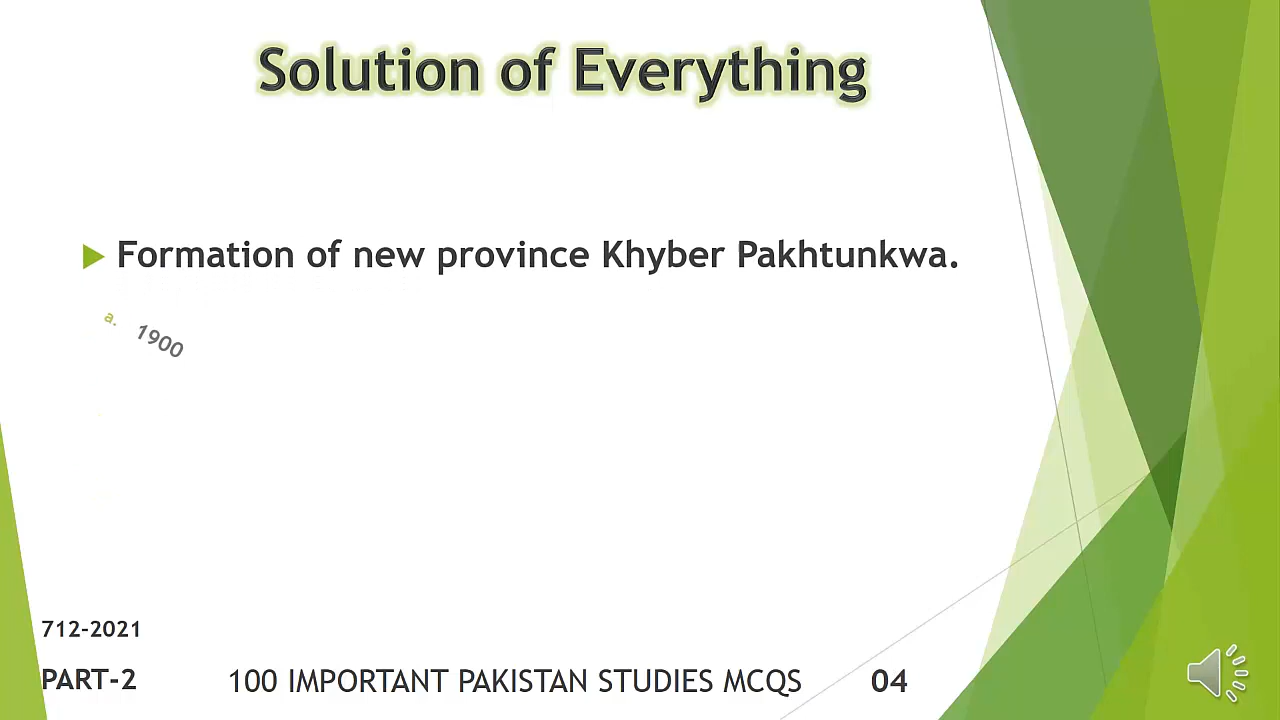 Solution of Everything
Formation of new province Khyber Pakhtunkwa.
a. 1900
712-2021
PART-2 100 IMPORTANT PAKISTAN STUDIES MCQS 04